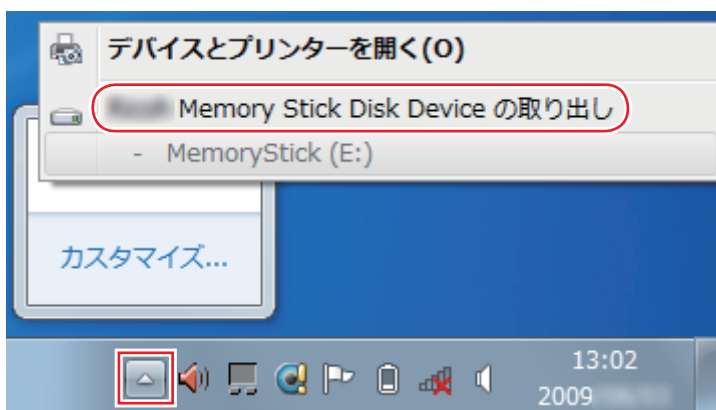 デバイスとプリンターを開く(O)
Memory Stick Disk Device の取り出し
- MemoryStick (E:)
カスタマイズ...
13:02
2009